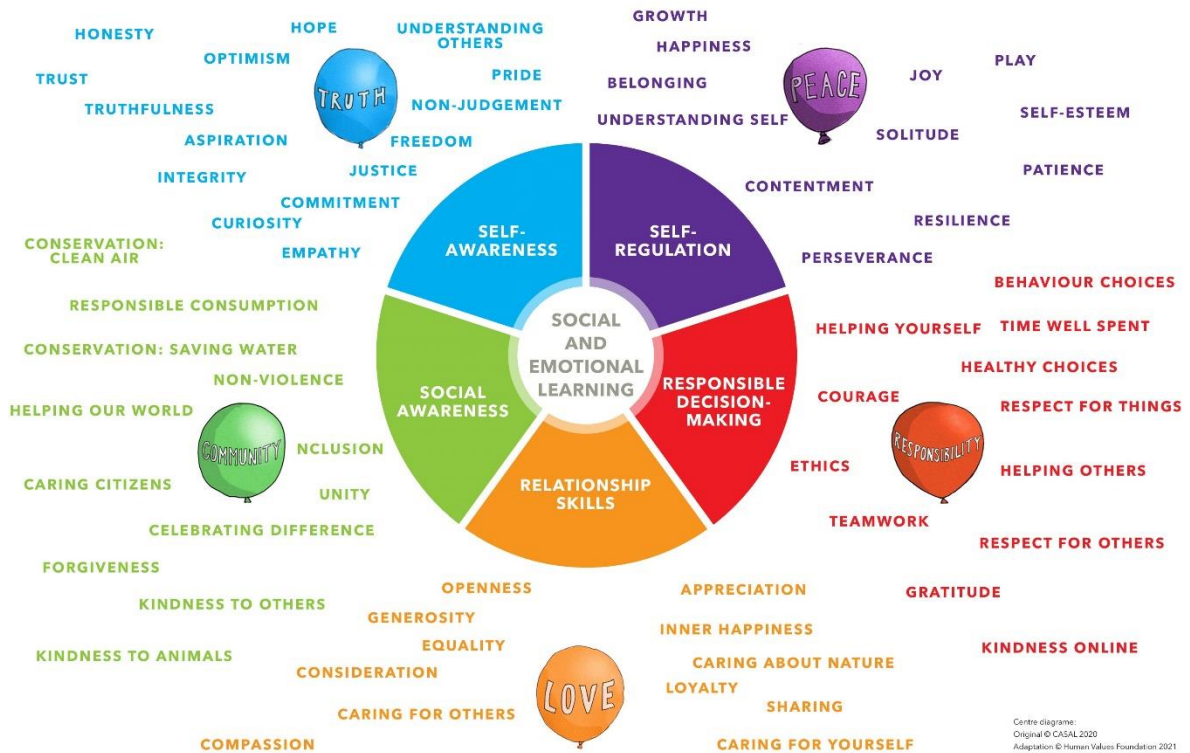 HONESTY
HOPE
UNDERSTANDING
OTHERS
OPTIMISM
TRUST
PRIDE
TRUTH
TRUTHFULNESS
NON-JUDGEMENT
ASPIRATION
FREEDOM
INTEGRITY
JUSTICE
COMMITMENT
CURIOSITY
EMPATHY
GROWTH
HAPPINESS
BELONGING
PEACE
JOY
PLAY
UNDERSTANDING SELF
SOLITUDE
SELF-ESTEEM
CONTENTMENT
PATIENCE
RESILIENCE
PERSEVERANCE
SELF-
AWARENESS
SELF-
REGULATION
SOCIAL
AND
EMOTIONAL
LEARNING
SOCIAL
AWARENESS
RESPONSIBLE
DECISION-
MAKING
RELATIONSHIP
SKILLS
CONSERVATION:
CLEAN AIR
RESPONSIBLE CONSUMPTION
CONSERVATION: SAVING WATER
NON-VIOLENCE
HELPING OUR WORLD
COMMUNITY
NCLUSION
CARING CITIZENS
UNITY
CELEBRATING DIFFERENCE
FORGIVENESS
KINDNESS TO OTHERS
KINDNESS TO ANIMALS
BEHAVIOUR CHOICES
HELPING YOURSELF
TIME WELL SPENT
HEALTHY CHOICES
COURAGE
RESPECT FOR THINGS
RESPONSIBILITY
ETHICS
HELPING OTHERS
TEAMWORK
RESPECT FOR OTHERS
GRATITUDE
KINDNESS ONLINE
OPENNESS
APPRECIATION
GENEROSITY
INNER HAPPINESS
EQUALITY
CONSIDERATION
CARING ABOUT NATURE
LOVE
LOYALTY
SHARING
CARING FOR OTHERS
COMPASSION
CARING FOR YOURSELF
Centre diagrame:
Original © CASAL 2020
Adaptation © Human Values Foundation 2021